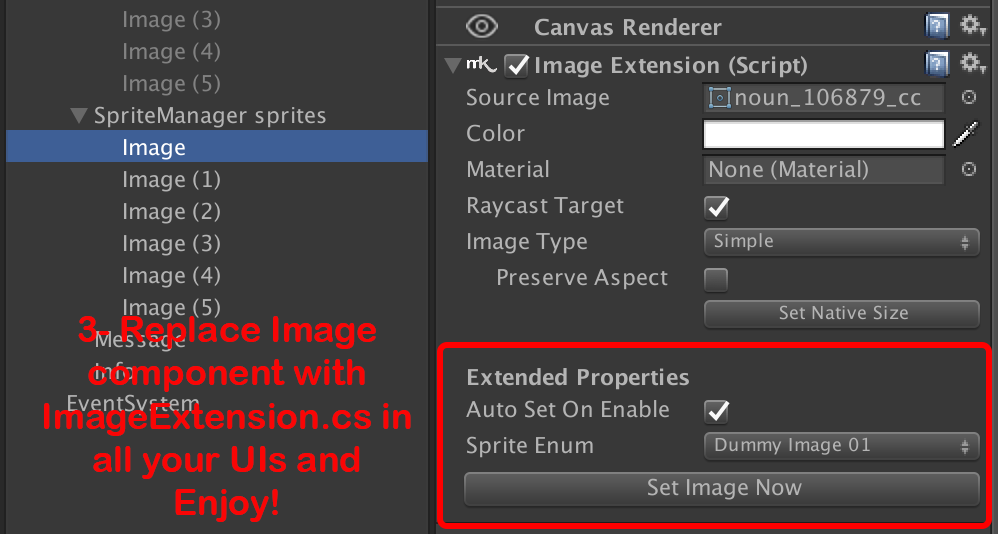 Image (3)
Image (4)
Image (5)
SpriteManager sprites
Image
Image (1)
Image (2)
Image (3)
Image (4)
Image (5)
Message
Info
EventSystem
3- Replace Image
component with
ImageExtension.cs in
all your UIs and
Enjoy!
Canvas Renderer
mk Image Extension (Script)
Source Image noun_106879_cc
Color
Material None (Material)
Raycast Target
Image Type Simple
Preserve Aspect
Set Native Size
Extended Properties
Auto Set On Enable
Sprite Enum Dummy Image 01
Set Image Now